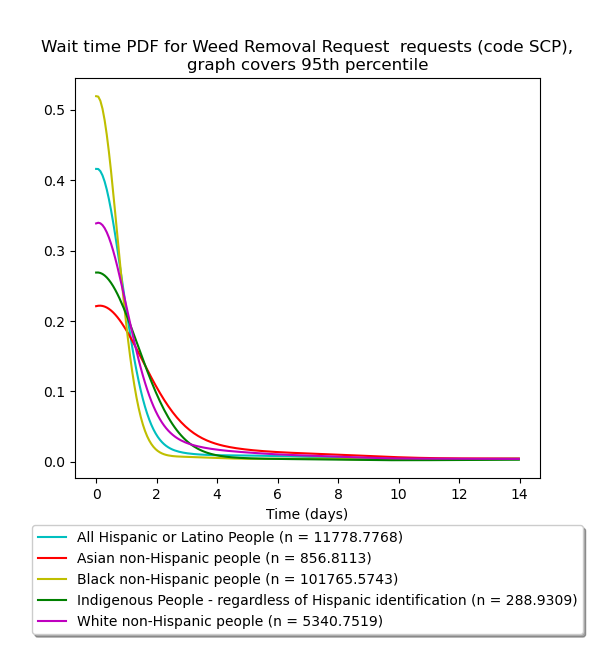 Wait time PDF for Weed Removal Request  requests (code SCP),
graph covers 95th percentile
0.5
0.4
0.3
0.2
0.1
0.0
0 2 4 6 8 10 12 14
Time (days)
All Hispanic or Latino People (n = 11778.7768)
Asian non-Hispanic people (n = 856.8113)
Black non-Hispanic people (n = 101765.5743)
Indigenous People - regardless of Hispanic identification (n = 288.9309)
White non-Hispanic people (n = 5340.7519)